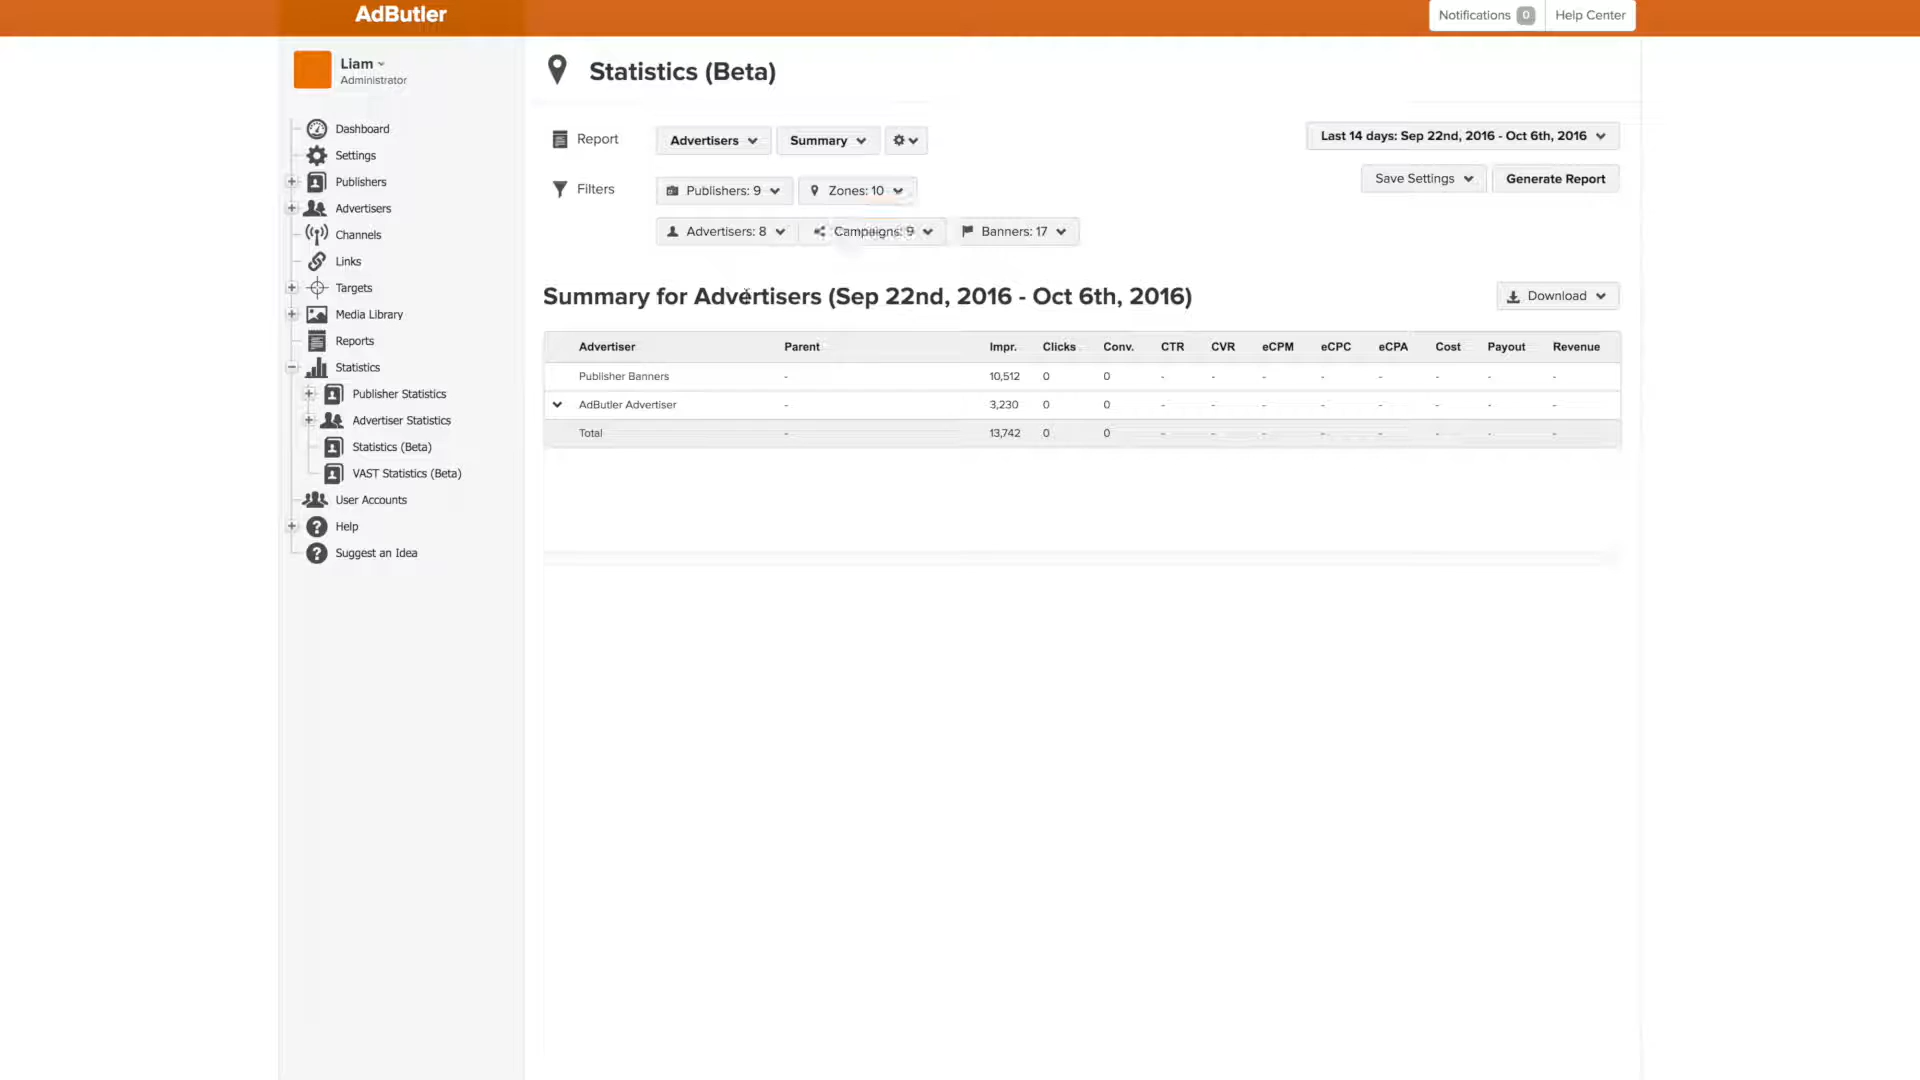 AdButler
Notifications 0 Help Center
Liam
Administrator
Dashboard
Settings
Publishers
Advertisers
Channels
Links
Targets
Media Library
Reports
Statistics
Publisher Statistics
Advertiser Statistics
Statistics (Beta)
VAST Statistics (Beta)
User Accounts
Help
Suggest an Idea
Statistics (Beta)
Report Advertisers Summary
Last 14 days: Sep 22nd, 2016 - Oct 6th, 2016
Filters Publishers: 9 Zones: 10
Save Settings Generate Report
Advertisers: 8 Campaigns: 9 Banners: 17
Summary for Advertisers (Sep 22nd, 2016 - Oct 6th, 2016)
Download
Advertiser Parent Impr. Clicks Conv. CTR CVR eCPM eCPC eCPA Cost Payout Revenue
Publisher Banners - 10,512 0 0 - - - - - - - -
AdButler Advertiser - 3,230 0 0 - - - - - - - -
Total - 13,742 0 0 - - - - - - - -